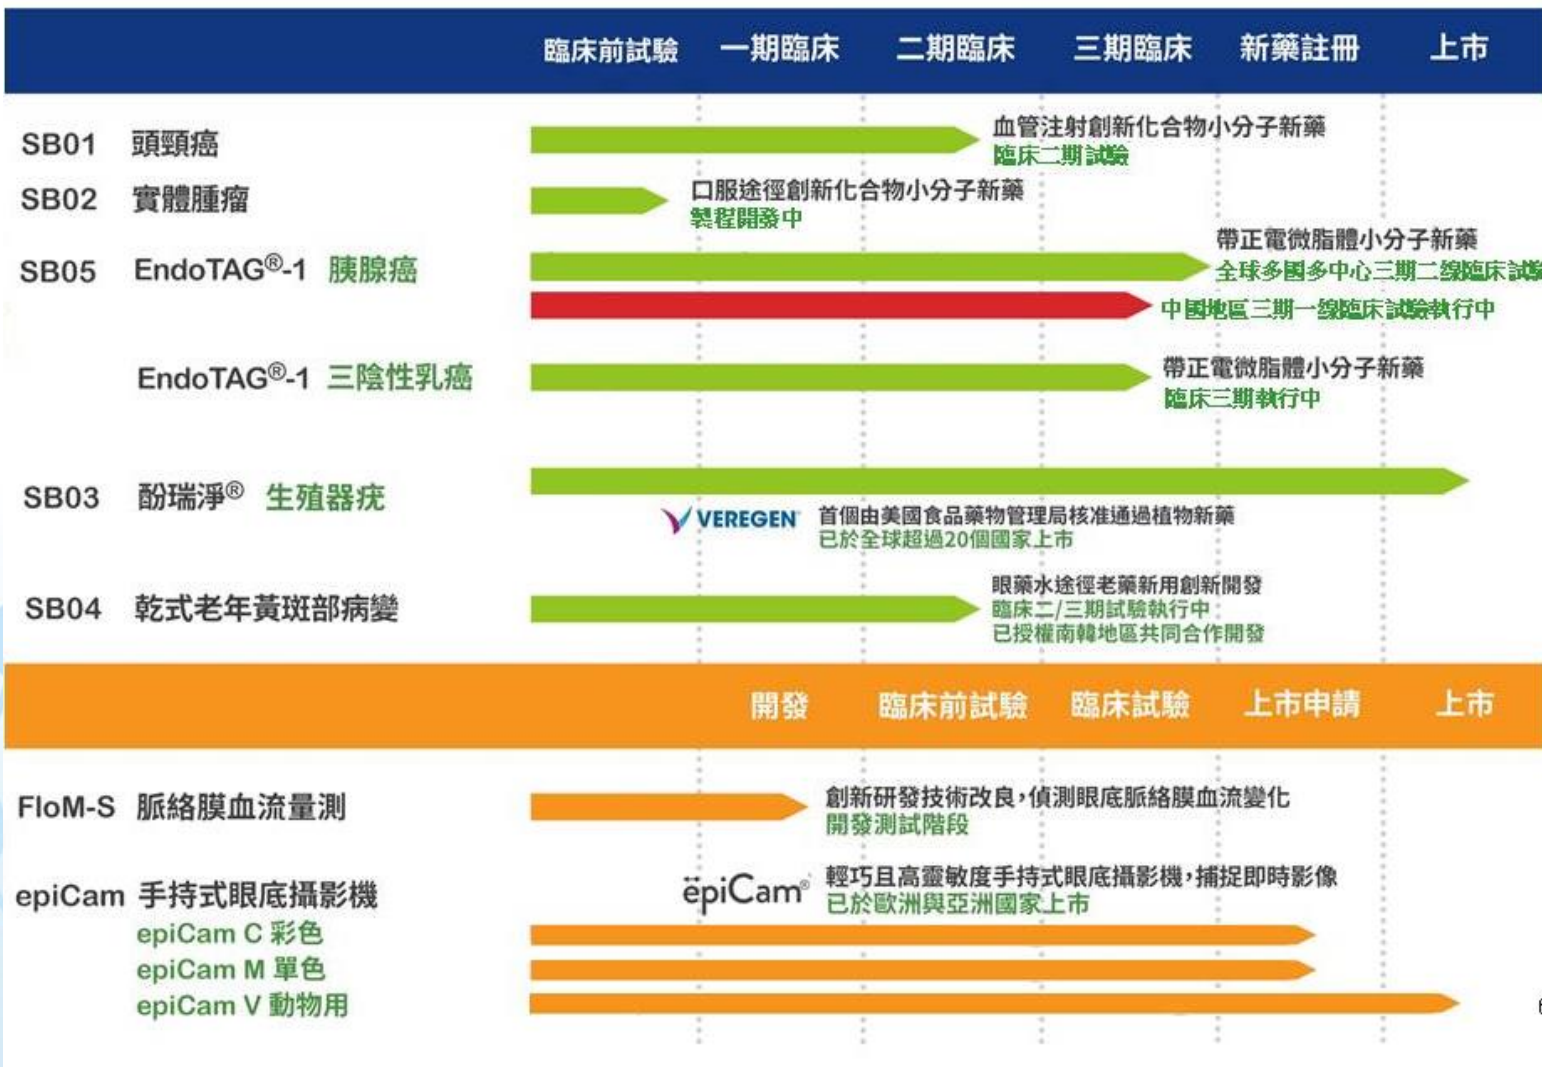 臨床前試驗 一期臨床 二期臨床 三期臨床 新藥註冊 上市
SB01 頭頸癌
血管注射創新化合物小分子新藥
臨床二期試驗
SB02 實體腫瘤
口服途徑創新化合物小分子新藥
製程開發中
SB05 EndoTAG®-1 胰腺癌
帶正電微脂體小分子新藥
全球多國多中心三期二線臨床試驗
中國地區三期一線臨床試驗執行中
EndoTAG®-1 三陰性乳癌
帶正電微脂體小分子新藥
臨床三期執行中
SB03 酚瑞淨® 生殖器疣
VEREGEN
首個由美國食品藥物管理局核准通過植物新藥
已於全球超過20個國家上市
SB04 乾式老年黃斑部病變
眼藥水途徑老藥新用創新開發
臨床二/三期試驗執行中
已授權南韓地區共同合作開發
開發 臨床前試驗 臨床試驗 上市申請 上市
FloM-S 脈絡膜血流量測
創新研發技術改良,偵測眼底脈絡膜血流變化
開發測試階段
epiCam 手持式眼底攝影機
ëpiCam®
輕巧且高靈敏度手持式眼底攝影機,捕捉即時影像
已於歐洲與亞洲國家上市
epiCam C 彩色
epiCam M 單色
epiCam V 動物用